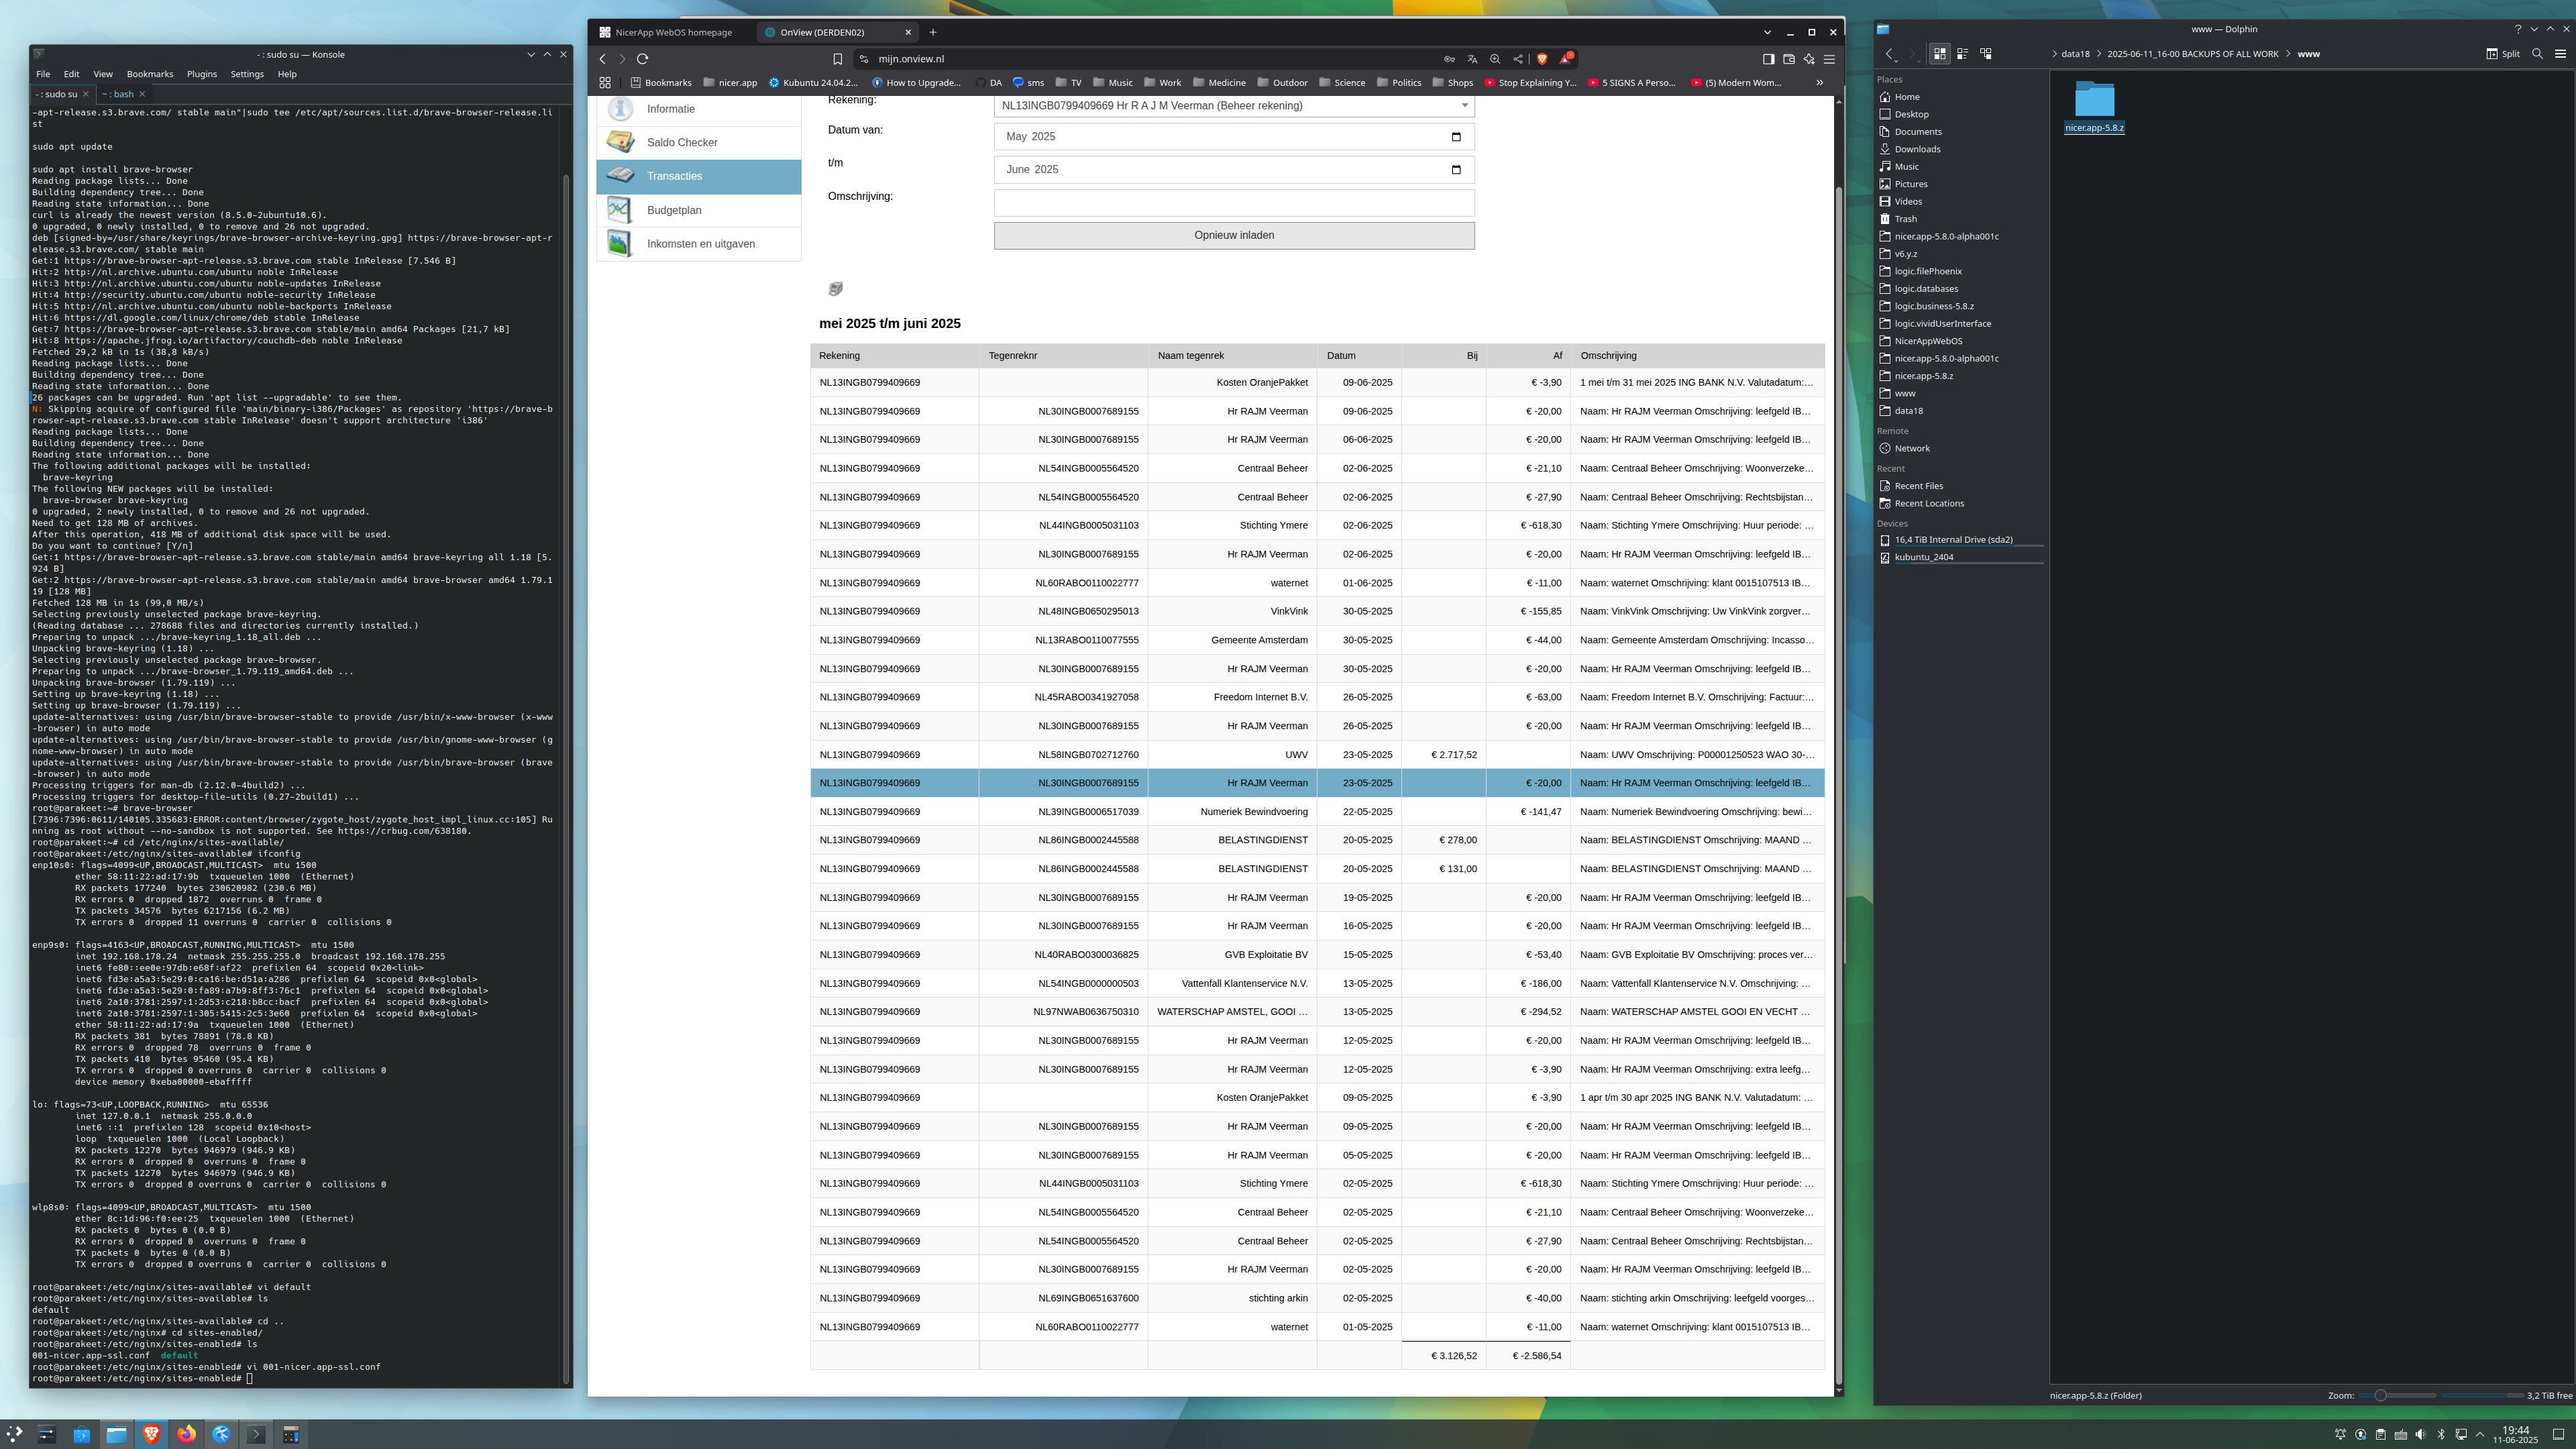 - : sudo su — Konsole
File Edit View Bookmarks Plugins Settings Help
- : sudo su
~ : bash
-apt-release.s3.brave.com/ stable main"|sudo tee /etc/apt/sources.list.d/brave-browser-release.li
st
sudo apt update
sudo apt install brave-browser
Reading package lists... Done
Building dependency tree... Done
Reading state information... Done
curl is already the newest version (8.5.0-2ubuntu10.6).
0 upgraded, 0 newly installed, 0 to remove and 26 not upgraded.
deb [signed-by=/usr/share/keyrings/brave-browser-archive-keyring.gpg] https://brave-browser-apt-r
elease.s3.brave.com/ stable main
Get:1 https://brave-browser-apt-release.s3.brave.com stable InRelease [7.546 B]
Hit:2 http://nl.archive.ubuntu.com/ubuntu noble InRelease
Hit:3 http://nl.archive.ubuntu.com/ubuntu noble-updates InRelease
Hit:4 http://security.ubuntu.com/ubuntu noble-security InRelease
Hit:5 http://nl.archive.ubuntu.com/ubuntu noble-backports InRelease
Hit:6 https://dl.google.com/linux/chrome/deb stable InRelease
Get:7 https://brave-browser-apt-release.s3.brave.com stable/main amd64 Packages [21,7 kB]
Hit:8 https://apache.jfrog.io/artifactory/couchdb-deb noble InRelease
Fetched 29,2 kB in 1s (38,8 kB/s)
Reading package lists... Done
Building dependency tree... Done
Reading state information... Done
26 packages can be upgraded. Run 'apt list --upgradable' to see them.
N: Skipping acquire of configured file 'main/binary-i386/Packages' as repository 'https://brave-b
rowser-apt-release.s3.brave.com stable InRelease' doesn't support architecture 'i386'
Reading package lists... Done
Building dependency tree... Done
Reading state information... Done
The following additional packages will be installed:
brave-keyring
The following NEW packages will be installed:
brave-browser brave-keyring
0 upgraded, 2 newly installed, 0 to remove and 26 not upgraded.
Need to get 128 MB of archives.
After this operation, 418 MB of additional disk space will be used.
Do you want to continue? [Y/n]
Get:1 https://brave-browser-apt-release.s3.brave.com stable/main amd64 brave-keyring all 1.18 [5.
924 B]
Get:2 https://brave-browser-apt-release.s3.brave.com stable/main amd64 brave-browser amd64 1.79.1
19 [128 MB]
Fetched 128 MB in 1s (99,0 MB/s)
Selecting previously unselected package brave-keyring.
(Reading database ... 278688 files and directories currently installed.)
Preparing to unpack .../brave-keyring_1.18_all.deb ...
Unpacking brave-keyring (1.18) ...
Selecting previously unselected package brave-browser.
Preparing to unpack .../brave-browser_1.79.119_amd64.deb ...
Unpacking brave-browser (1.79.119) ...
Setting up brave-keyring (1.18) ...
Setting up brave-browser (1.79.119) ...
update-alternatives: using /usr/bin/brave-browser-stable to provide /usr/bin/x-www-browser (x-www
-browser) in auto mode
update-alternatives: using /usr/bin/brave-browser-stable to provide /usr/bin/gnome-www-browser (g
nome-www-browser) in auto mode
update-alternatives: using /usr/bin/brave-browser-stable to provide /usr/bin/brave-browser (brave
-browser) in auto mode
Processing triggers for man-db (2.12.0-4build2) ...
Processing triggers for desktop-file-utils (0.27-2build1) ...
root@parakeet:~# brave-browser
[7396:7396:0611/140105.335683:ERROR:content/browser/zygote_host/zygote_host_impl_linux.cc:105] Ru
nning as root without --no-sandbox is not supported. See https://crbug.com/638180.
root@parakeet:~# cd /etc/nginx/sites-available/
root@parakeet:/etc/nginx/sites-available# ifconfig
enp10s0: flags=4099<UP,BROADCAST,MULTICAST> mtu 1500
ether 58:11:22:ad:17:9b txqueuelen 1000 (Ethernet)
RX packets 177240 bytes 230620982 (230.6 MB)
RX errors 0 dropped 1872 overruns 0 frame 0
TX packets 34576 bytes 6217156 (6.2 MB)
TX errors 0 dropped 11 overruns 0 carrier 0 collisions 0
enp9s0: flags=4163<UP,BROADCAST,RUNNING,MULTICAST> mtu 1500
inet 192.168.178.24 netmask 255.255.255.0 broadcast 192.168.178.255
inet6 fe80::ee0e:97db:e68f:af22 prefixlen 64 scopeid 0x20<link>
inet6 fd3e:a5a3:5e29:0:ca16:be:d51a:a286 prefixlen 64 scopeid 0x0<global>
inet6 fd3e:a5a3:5e29:0:fa89:a7b9:8ff3:76c1 prefixlen 64 scopeid 0x0<global>
inet6 2a10:3781:2597:1:2d53:c218:b8cc:bacf prefixlen 64 scopeid 0x0<global>
inet6 2a10:3781:2597:1:305:5415:2c5:3e60 prefixlen 64 scopeid 0x0<global>
ether 58:11:22:ad:17:9a txqueuelen 1000 (Ethernet)
RX packets 381 bytes 78891 (78.8 KB)
RX errors 0 dropped 78 overruns 0 frame 0
TX packets 410 bytes 95460 (95.4 KB)
TX errors 0 dropped 0 overruns 0 carrier 0 collisions 0
device memory 0xeba00000-ebafffff
lo: flags=73<UP,LOOPBACK,RUNNING> mtu 65536
inet 127.0.0.1 netmask 255.0.0.0
inet6 ::1 prefixlen 128 scopeid 0x10<host>
loop txqueuelen 1000 (Local Loopback)
RX packets 12270 bytes 946979 (946.9 KB)
RX errors 0 dropped 0 overruns 0 frame 0
TX packets 12270 bytes 946979 (946.9 KB)
TX errors 0 dropped 0 overruns 0 carrier 0 collisions 0
wlp8s0: flags=4099<UP,BROADCAST,MULTICAST> mtu 1500
ether 8c:1d:96:f0:ee:25 txqueuelen 1000 (Ethernet)
RX packets 0 bytes 0 (0.0 B)
RX errors 0 dropped 0 overruns 0 frame 0
TX packets 0 bytes 0 (0.0 B)
TX errors 0 dropped 0 overruns 0 carrier 0 collisions 0
root@parakeet:/etc/nginx/sites-available# vi default
root@parakeet:/etc/nginx/sites-available# ls
default
root@parakeet:/etc/nginx/sites-available# cd ..
root@parakeet:/etc/nginx# cd sites-enabled/
root@parakeet:/etc/nginx/sites-enabled# ls
001-nicer.app-ssl.conf default
root@parakeet:/etc/nginx/sites-enabled# vi 001-nicer.app-ssl.conf
root@parakeet:/etc/nginx/sites-enabled#
NicerApp WebOS homepage
OnView (DERDEN02)
mijn.onview.nl
Bookmarks nicer.app Kubuntu 24.04.2... How to Upgrade... DA sms TV Music Work Medicine Outdoor Science Politics Shops Stop Explaining Y... 5 SIGNS A Perso... (5) Modern Wom...
Informatie
Saldo Checker
Transacties
Budgetplan
Inkomsten en uitgaven
Rekening: NL13INGB0799409669 Hr R A J M Veerman (Beheer rekening)
Datum van: May 2025
t/m June 2025
Omschrijving:
Opnieuw inladen
mei 2025 t/m juni 2025
Rekening Tegenreknr Naam tegenrek Datum Bij Af Omschrijving
NL13INGB0799409669 Kosten OranjePakket 09-06-2025 € -3,90 1 mei t/m 31 mei 2025 ING BANK N.V. Valutadatum:...
NL13INGB0799409669 NL30INGB0007689155 Hr RAJM Veerman 09-06-2025 € -20,00 Naam: Hr RAJM Veerman Omschrijving: leefgeld IB...
NL13INGB0799409669 NL30INGB0007689155 Hr RAJM Veerman 06-06-2025 € -20,00 Naam: Hr RAJM Veerman Omschrijving: leefgeld IB...
NL13INGB0799409669 NL54INGB0005564520 Centraal Beheer 02-06-2025 € -21,10 Naam: Centraal Beheer Omschrijving: Woonverzeke...
NL13INGB0799409669 NL54INGB0005564520 Centraal Beheer 02-06-2025 € -27,90 Naam: Centraal Beheer Omschrijving: Rechtsbijstan...
NL13INGB0799409669 NL44INGB0005031103 Stichting Ymere 02-06-2025 € -618,30 Naam: Stichting Ymere Omschrijving: Huur periode: ...
NL13INGB0799409669 NL30INGB0007689155 Hr RAJM Veerman 02-06-2025 € -20,00 Naam: Hr RAJM Veerman Omschrijving: leefgeld IB...
NL13INGB0799409669 NL60RABO0110022777 waternet 01-06-2025 € -11,00 Naam: waternet Omschrijving: klant 0015107513 IB...
NL13INGB0799409669 NL48INGB0650295013 VinkVink 30-05-2025 € -155,85 Naam: VinkVink Omschrijving: Uw VinkVink zorgver...
NL13INGB0799409669 NL13RABO0110077555 Gemeente Amsterdam 30-05-2025 € -44,00 Naam: Gemeente Amsterdam Omschrijving: Incasso...
NL13INGB0799409669 NL30INGB0007689155 Hr RAJM Veerman 30-05-2025 € -20,00 Naam: Hr RAJM Veerman Omschrijving: leefgeld IB...
NL13INGB0799409669 NL45RABO0341927058 Freedom Internet B.V. 26-05-2025 € -63,00 Naam: Freedom Internet B.V. Omschrijving: Factuur:...
NL13INGB0799409669 NL30INGB0007689155 Hr RAJM Veerman 26-05-2025 € -20,00 Naam: Hr RAJM Veerman Omschrijving: leefgeld IB...
NL13INGB0799409669 NL58INGB0702712760 UWV 23-05-2025 € 2.717,52 Naam: UWV Omschrijving: P00001250523 WAO 30-...
NL13INGB0799409669 NL30INGB0007689155 Hr RAJM Veerman 23-05-2025 € -20,00 Naam: Hr RAJM Veerman Omschrijving: leefgeld IB...
NL13INGB0799409669 NL39INGB0006517039 Numeriek Bewindvoering 22-05-2025 € -141,47 Naam: Numeriek Bewindvoering Omschrijving: bewi...
NL13INGB0799409669 NL86INGB0002445588 BELASTINGDIENST 20-05-2025 € 278,00 Naam: BELASTINGDIENST Omschrijving: MAAND ...
NL13INGB0799409669 NL86INGB0002445588 BELASTINGDIENST 20-05-2025 € 131,00 Naam: BELASTINGDIENST Omschrijving: MAAND ...
NL13INGB0799409669 NL30INGB0007689155 Hr RAJM Veerman 19-05-2025 € -20,00 Naam: Hr RAJM Veerman Omschrijving: leefgeld IB...
NL13INGB0799409669 NL30INGB0007689155 Hr RAJM Veerman 16-05-2025 € -20,00 Naam: Hr RAJM Veerman Omschrijving: leefgeld IB...
NL13INGB0799409669 NL40RABO0300036825 GVB Exploitatie BV 15-05-2025 € -53,40 Naam: GVB Exploitatie BV Omschrijving: proces ver...
NL13INGB0799409669 NL54INGB0000000503 Vattenfall Klantenservice N.V. 13-05-2025 € -186,00 Naam: Vattenfall Klantenservice N.V. Omschrijving: ...
NL13INGB0799409669 NL97NWAB0636750310 WATERSCHAP AMSTEL, GOOI ... 13-05-2025 € -294,52 Naam: WATERSCHAP AMSTEL GOOI EN VECHT ...
NL13INGB0799409669 NL30INGB0007689155 Hr RAJM Veerman 12-05-2025 € -20,00 Naam: Hr RAJM Veerman Omschrijving: leefgeld IB...
NL13INGB0799409669 NL30INGB0007689155 Hr RAJM Veerman 12-05-2025 € -3,90 Naam: Hr RAJM Veerman Omschrijving: extra leefg...
NL13INGB0799409669 Kosten OranjePakket 09-05-2025 € -3,90 1 apr t/m 30 apr 2025 ING BANK N.V. Valutadatum: ...
NL13INGB0799409669 NL30INGB0007689155 Hr RAJM Veerman 09-05-2025 € -20,00 Naam: Hr RAJM Veerman Omschrijving: leefgeld IB...
NL13INGB0799409669 NL30INGB0007689155 Hr RAJM Veerman 05-05-2025 € -20,00 Naam: Hr RAJM Veerman Omschrijving: leefgeld IB...
NL13INGB0799409669 NL44INGB0005031103 Stichting Ymere 02-05-2025 € -618,30 Naam: Stichting Ymere Omschrijving: Huur periode: ...
NL13INGB0799409669 NL54INGB0005564520 Centraal Beheer 02-05-2025 € -21,10 Naam: Centraal Beheer Omschrijving: Woonverzeke...
NL13INGB0799409669 NL54INGB0005564520 Centraal Beheer 02-05-2025 € -27,90 Naam: Centraal Beheer Omschrijving: Rechtsbijstan...
NL13INGB0799409669 NL30INGB0007689155 Hr RAJM Veerman 02-05-2025 € -20,00 Naam: Hr RAJM Veerman Omschrijving: leefgeld IB...
NL13INGB0799409669 NL69INGB0651637600 stichting arkin 02-05-2025 € -40,00 Naam: stichting arkin Omschrijving: leefgeld voorges...
NL13INGB0799409669 NL60RABO0110022777 waternet 01-05-2025 € -11,00 Naam: waternet Omschrijving: klant 0015107513 IB...
€ 3.126,52 € -2.586,54
www — Dolphin
data18 > 2025-06-11_16-00 BACKUPS OF ALL WORK > www
Split
Places
Home
Desktop
Documents
Downloads
Music
Pictures
Videos
Trash
nicer.app-5.8.0-alpha001c
v6.y.z
logic.filePhoenix
logic.databases
logic.business-5.8.z
logic.vividUserInterface
NicerAppWebOS
nicer.app-5.8.0-alpha001c
nicer.app-5.8.z
www
data18
Remote
Network
Recent
Recent Files
Recent Locations
Devices
16,4 TiB Internal Drive (sda2)
kubuntu_2404
nicer.app-5.8.z
nicer.app-5.8.z (Folder)
Zoom:
3,2 TiB free
19:44
11-06-2025